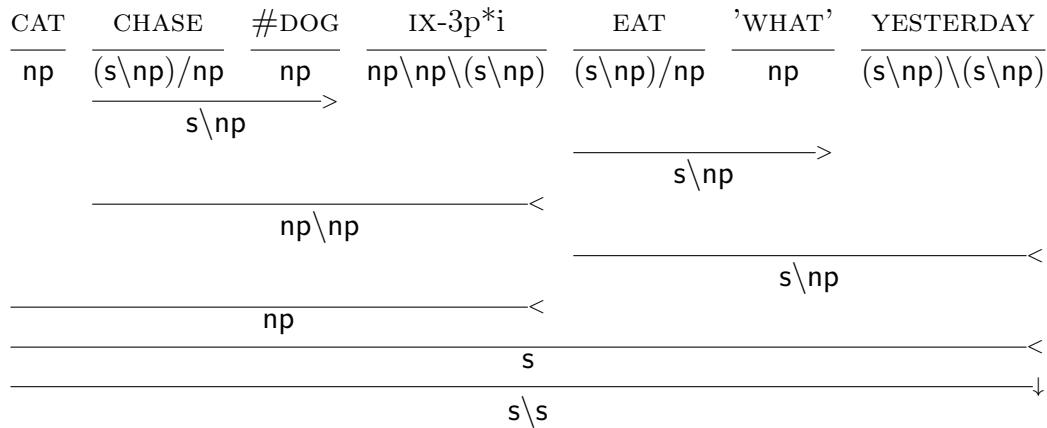 CAT CHASE #DOG IX-3p*i EAT 'WHAT' YESTERDAY
np (s\np)/np np np\np\(s\np) (s\np)/np np (s\np)\(s\np)
>
s\np
>
s\np
<
np\np
<
s\np
<
np
<
s
↓
s\s